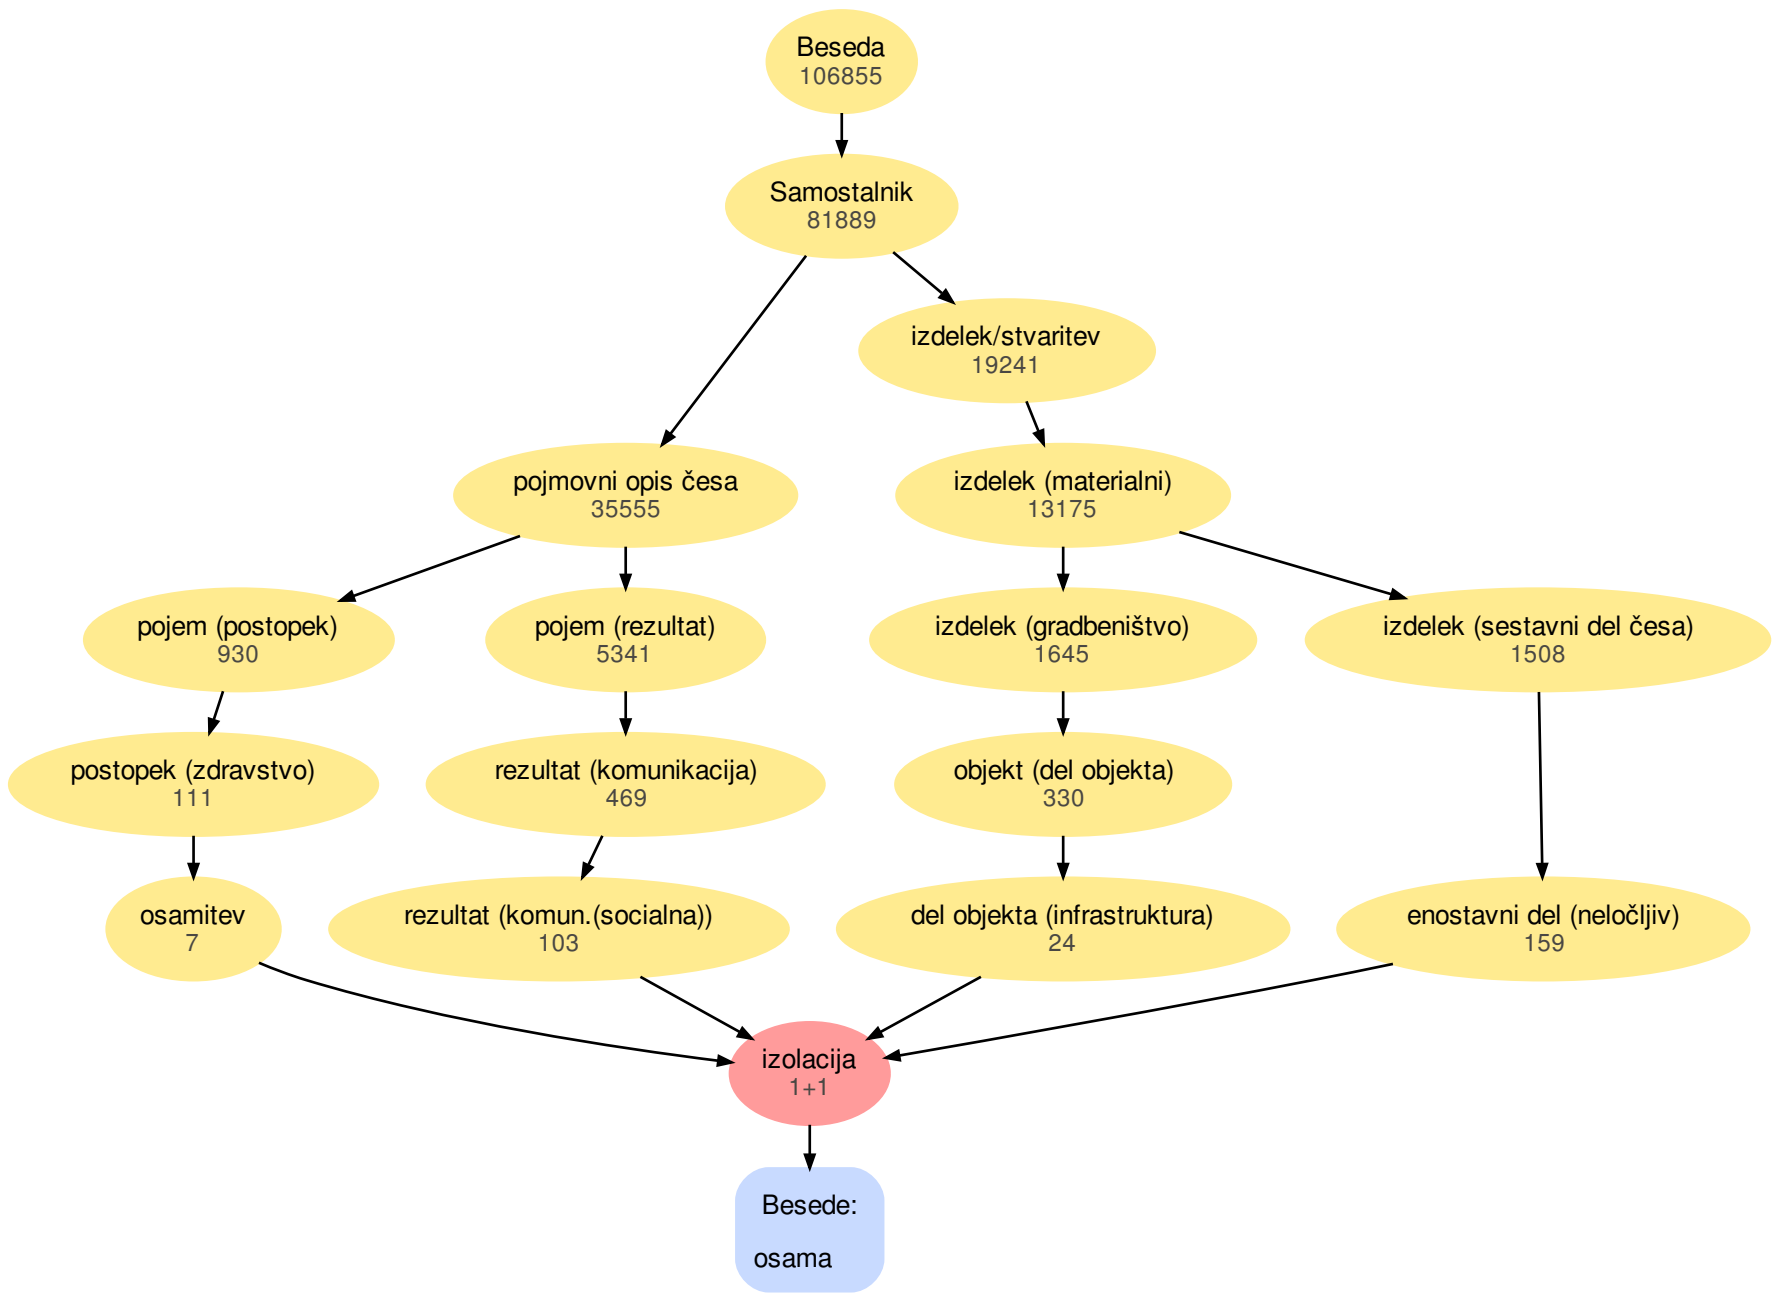 Beseda
106855
Samostalnik
81889
izdelek/stvaritev
19241
pojmovni opis česa
35555
izdelek (materialni)
13175
pojem (postopek)
930
pojem (rezultat)
5341
izdelek (gradbeništvo)
1645
izdelek (sestavni del česa)
1508
postopek (zdravstvo)
111
rezultat (komunikacija)
469
objekt (del objekta)
330
osamitev
7
rezultat (komun.(socialna))
103
del objekta (infrastruktura)
24
enostavni del (neločljiv)
159
izolacija
1+1
Besede:
osama